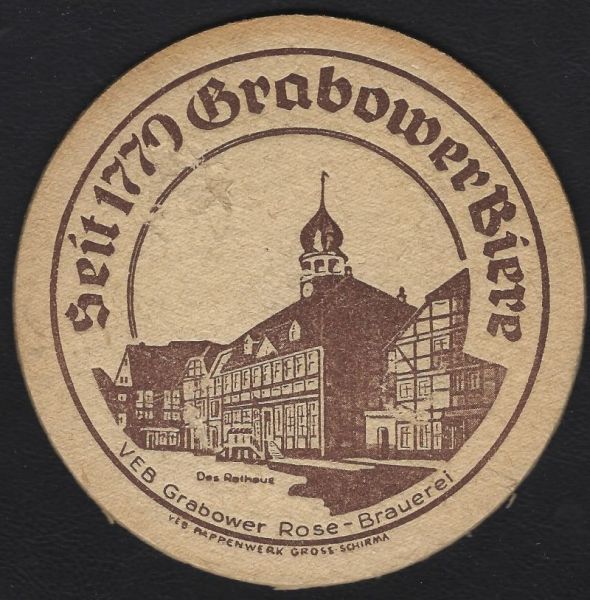 Seit 1779 Grabower Biere
Das Rathaus
VEB Grabower Rose-Brauerei
VEB PAPPENWERK GROSS-SCHIRMA